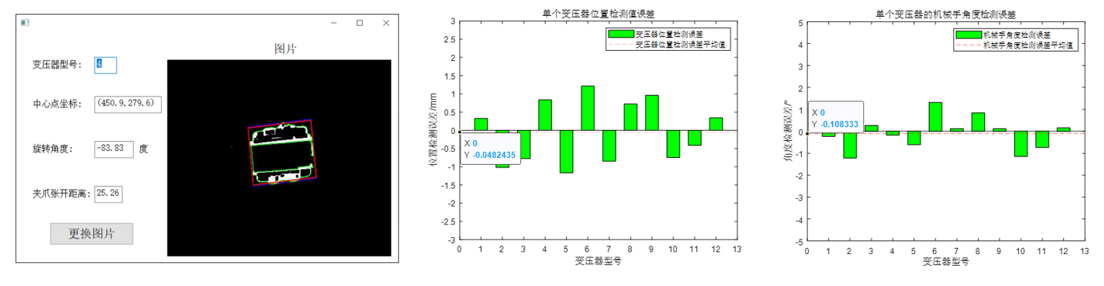 图片
变压器型号: 4
中心点坐标: (450.9,279.6)
旋转角度: -83.83 度
夹爪张开距离: 25.26
更换图片
单个变压器位置检测值误差
变压器位置检测误差
变压器位置检测误差平均值
位置检测误差/mm
3
2.5
2
1.5
1
0.5
0
-0.5
-1
-1.5
-2
-2.5
-3
X 0
Y -0.0482435
0 1 2 3 4 5 6 7 8 9 10 11 12 13
变压器型号
单个变压器的机械手角度检测误差
机械手角度检测误差
机械手角度检测误差平均值
角度检测误差/°
5
4
3
2
1
0
-1
-2
-3
-4
-5
X 0
Y -0.108333
0 1 2 3 4 5 6 7 8 9 10 11 12 13
变压器型号